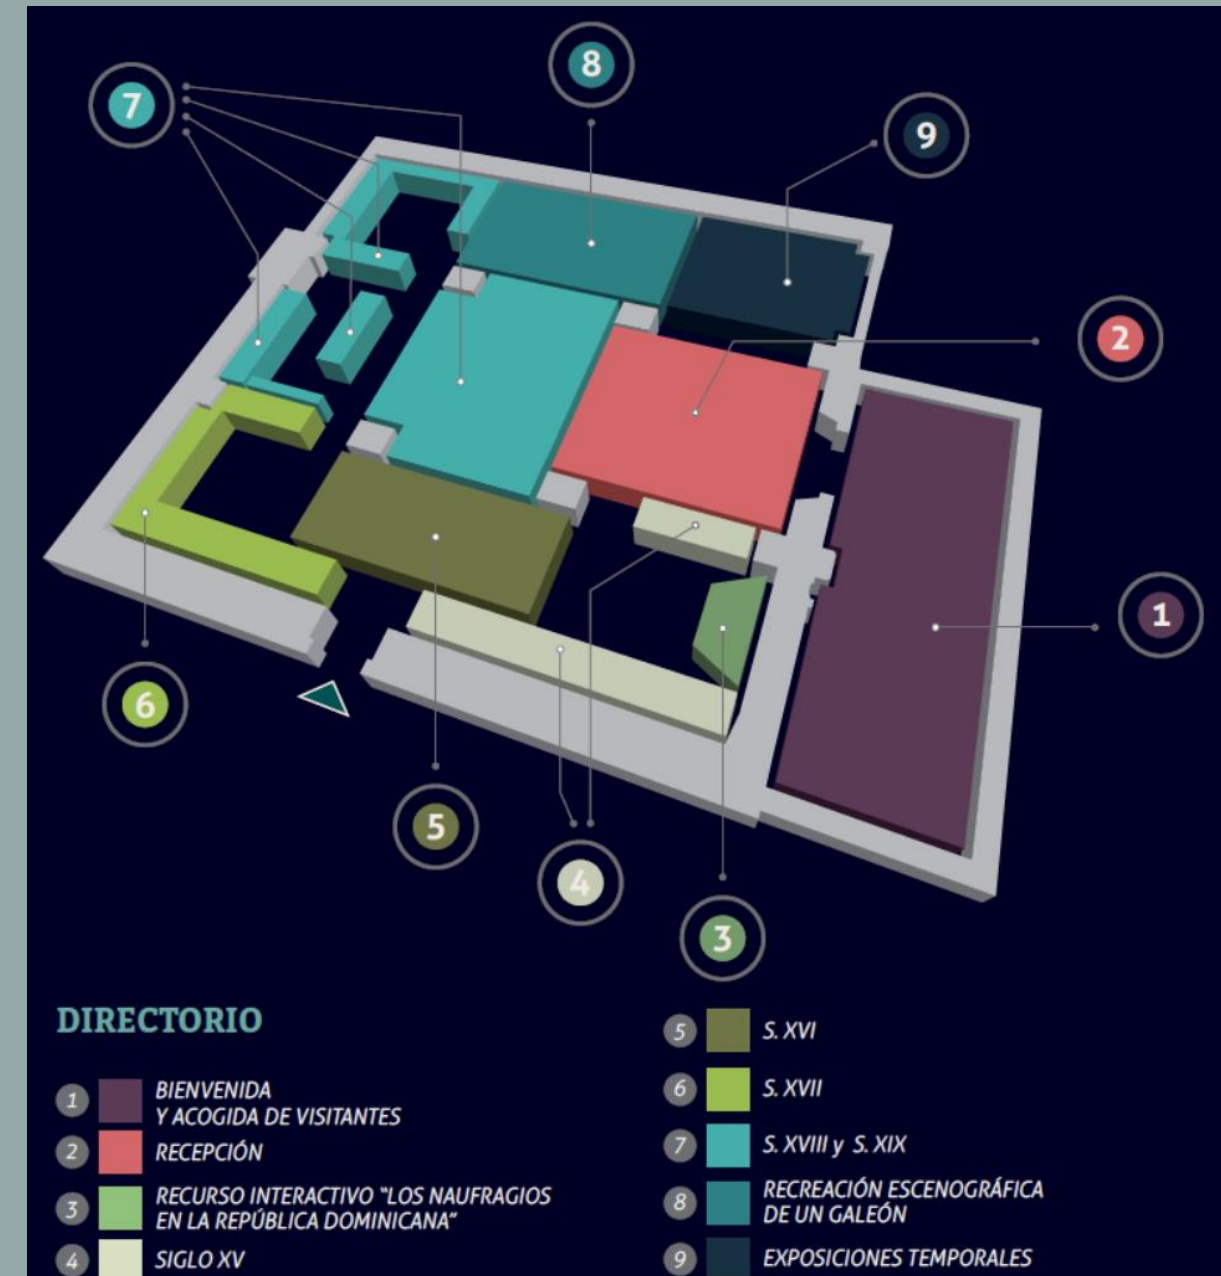 7
8
9
2
1
6
5
4
3
DIRECTORIO
1 BIENVENIDA
Y ACOGIDA DE VISITANTES
2 RECEPCIÓN
3 RECURSO INTERACTIVO “LOS NAUFRAGIOS
EN LA REPÚBLICA DOMINICANA”
4 SIGLO XV
5 S. XVI
6 S. XVII
7 S. XVIII y S. XIX
8 RECREACIÓN ESCENOGRÁFICA
DE UN GALEÓN
9 EXPOSICIONES TEMPORALES